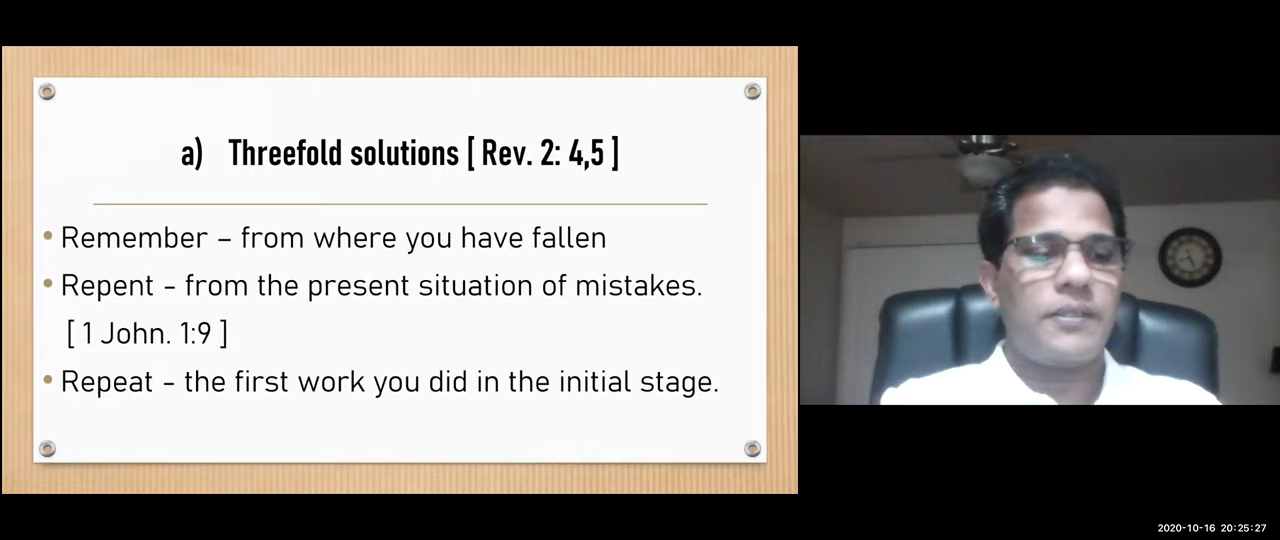 a) Threefold solutions [ Rev. 2: 4,5 ]
• Remember – from where you have fallen
• Repent - from the present situation of mistakes.
[ 1 John. 1:9 ]
• Repeat - the first work you did in the initial stage.
2020-10-16 20:25:27